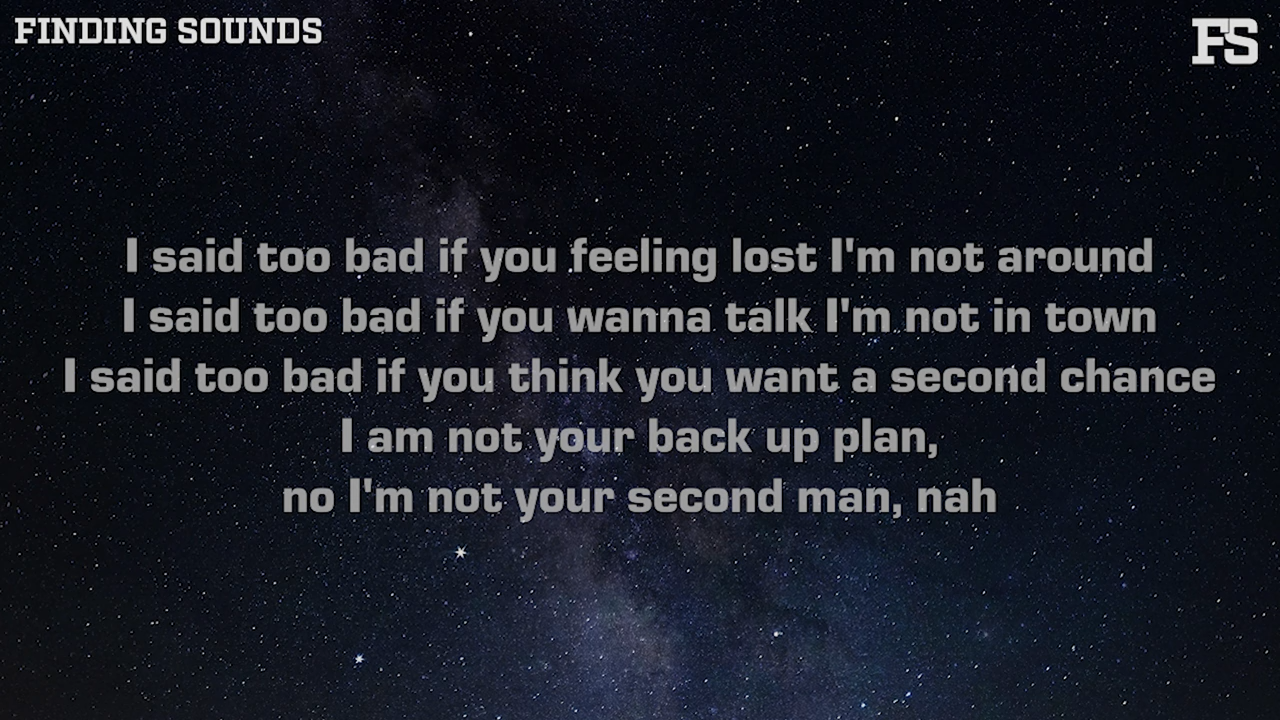 FINDING SOUNDS
FS
I said too bad if you feeling lost I'm not around
I said too bad if you wanna talk I'm not in town
I said too bad if you think you want a second chance
I am not your back up plan,
no I'm not your second man, nah